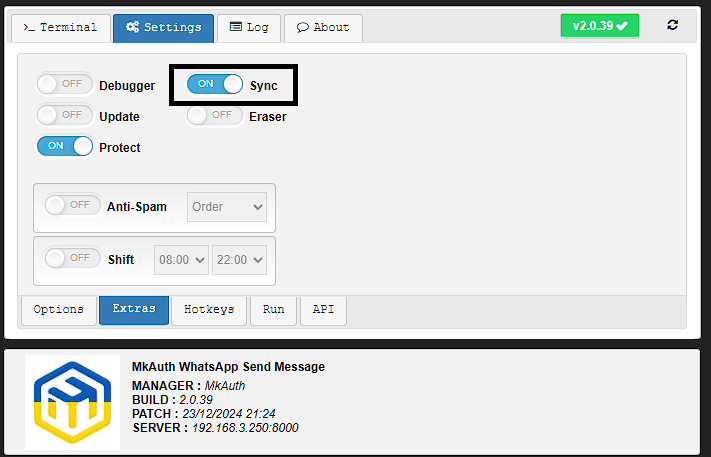 >_ Terminal Settings Log About v2.0.39
OFF Debugger ON Sync
OFF Update OFF Eraser
ON Protect
OFF Anti-Spam Order
OFF Shift 08:00 22:00
Options Extras Hotkeys Run API
MkAuth WhatsApp Send Message
MANAGER : MkAuth
BUILD : 2.0.39
PATCH : 23/12/2024 21:24
SERVER : 192.168.3.250:8000